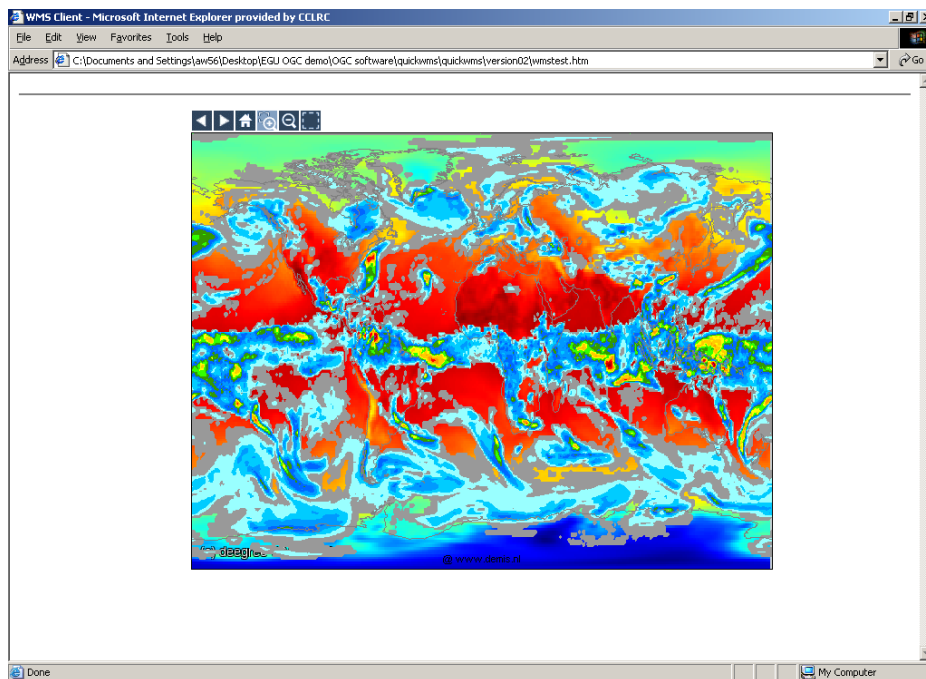 WMS Client - Microsoft Internet Explorer provided by CCLRC
File Edit View Favorites Tools Help
Address C:\Documents and Settings\aw56\Desktop\EGU OGC demo\OGC software\quickwms\quickwms\version02\wmstest.htm Go
deegree
Done My Computer